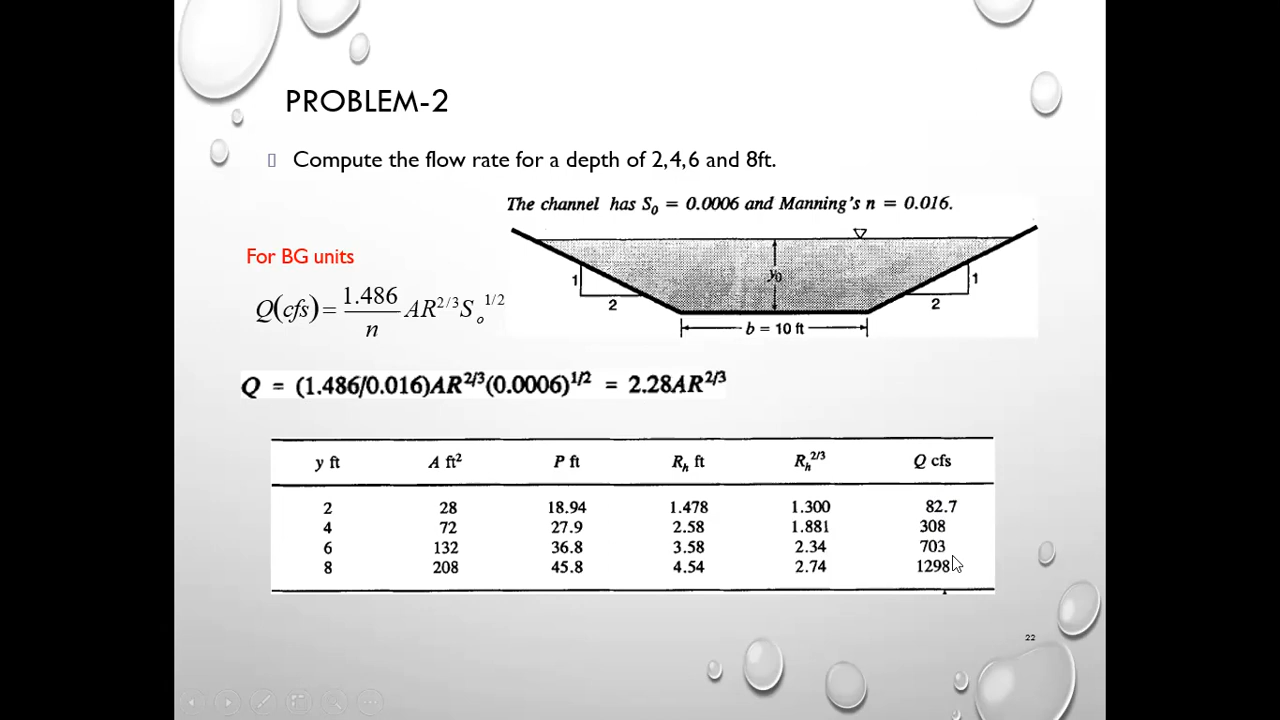 PROBLEM-2
Compute the flow rate for a depth of 2,4,6 and 8ft.
The channel has Sₒ = 0.0006 and Manning's n = 0.016.
For BG units
Q(cfs) = 1.486/n AR^2/3 Sₒ^1/2
1
2
y₀
1
2
b = 10 ft
Q = (1.486/0.016)AR^2/3(0.0006)^1/2 = 2.28AR^2/3
y ft A ft² P ft Rₕ ft Rₕ^2/3 Q cfs
2 28 18.94 1.478 1.300 82.7
4 72 27.9 2.58 1.881 308
6 132 36.8 3.58 2.34 703
8 208 45.8 4.54 2.74 1298
22